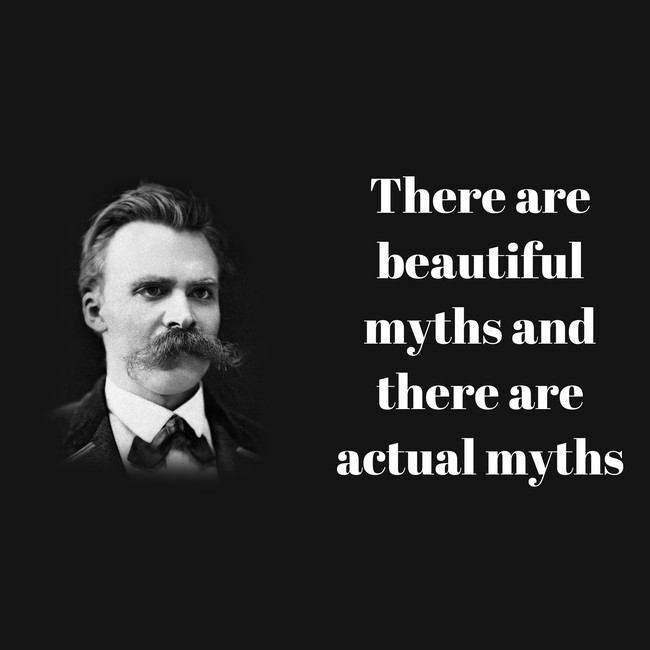 There are
beautiful
myths and
there are
actual myths